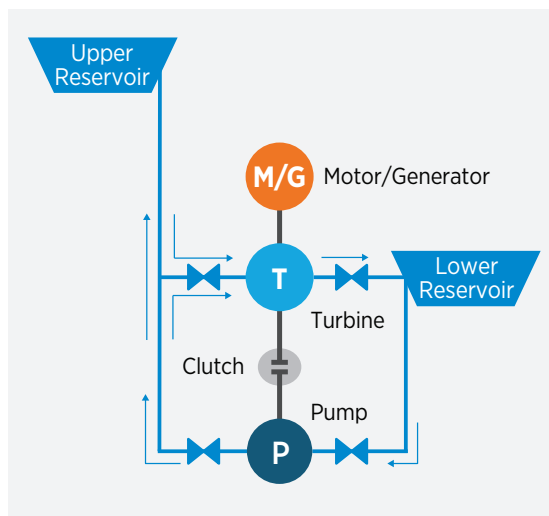 Upper
Reservoir
M/G
Motor/Generator
T
Lower
Reservoir
Turbine
Clutch
Pump
P